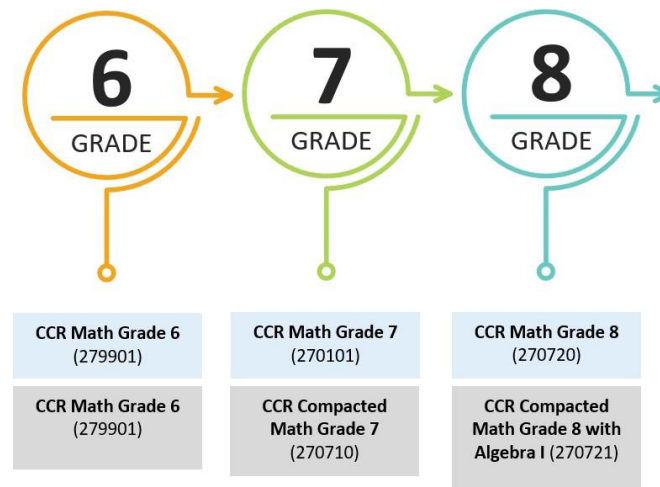 6
GRADE
7
GRADE
8
GRADE
CCR Math Grade 6
(279901)
CCR Math Grade 7
(270101)
CCR Math Grade 8
(270720)
CCR Math Grade 6
(279901)
CCR Compacted
Math Grade 7
(270710)
CCR Compacted
Math Grade 8 with
Algebra I (270721)